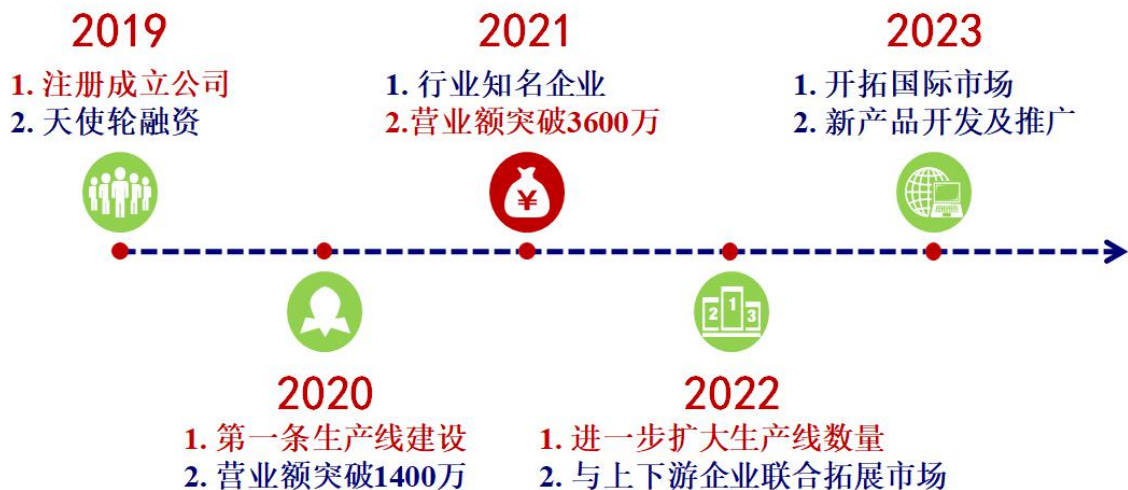 2019
1. 注册成立公司
2. 天使轮融资
2021
1. 行业知名企业
2.营业额突破3600万
2023
1. 开拓国际市场
2. 新产品开发及推广
¥
2 1 3
2020
1. 第一条生产线建设
2. 营业额突破1400万
2022
1. 进一步扩大生产线数量
2. 与上下游企业联合拓展市场